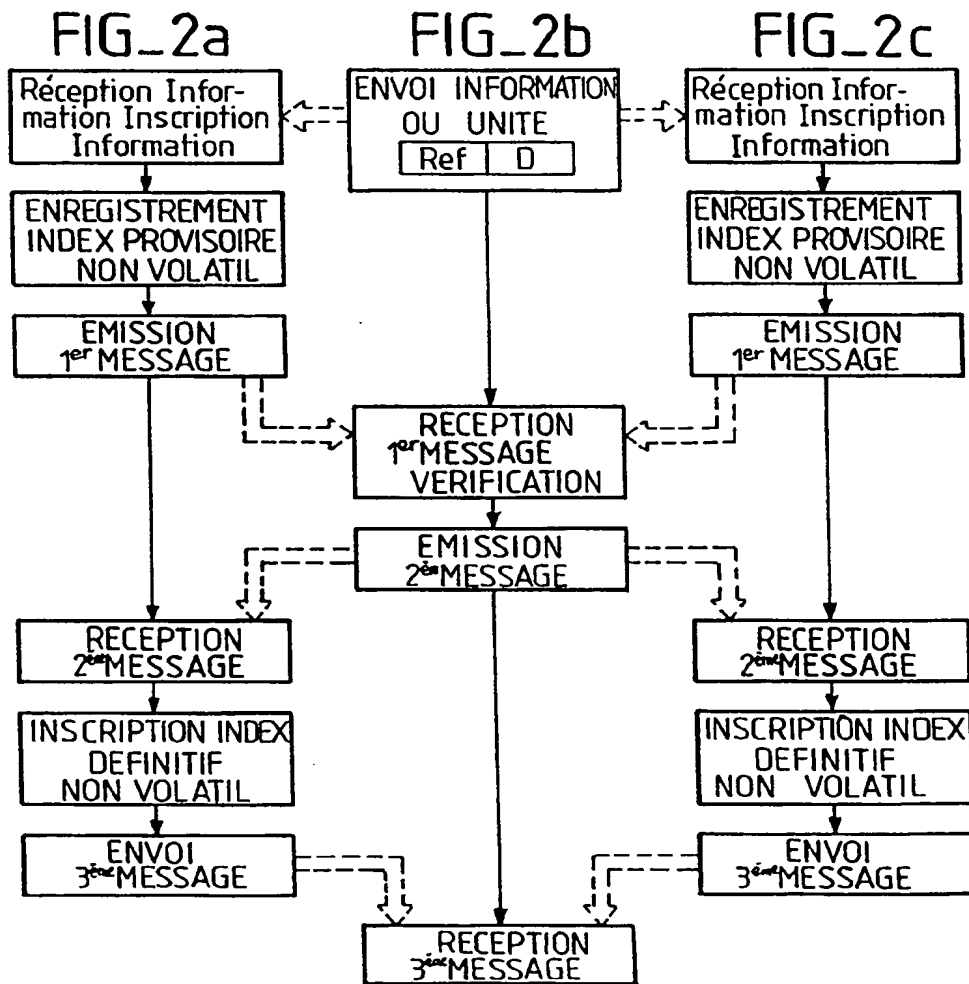 FIG_2a
Réception Infor-
mation Inscription
Information
ENREGISTREMENT
INDEX PROVISOIRE
NON VOLATIL
EMISSION
1er MESSAGE
RECEPTION
2ème MESSAGE
INSCRIPTION INDEX
DEFINITIF
NON VOLATIL
ENVOI
3ème MESSAGE
FIG_2b
ENVOI INFORMATION
OU UNITE
Ref D
RECEPTION
1er MESSAGE
VERIFICATION
EMISSION
2èm MESSAGE
RECEPTION
3ème MESSAGE
FIG_2c
Réception Infor-
mation Inscription
Information
ENREGISTREMENT
INDEX PROVISOIRE
NON VOLATIL
EMISSION
1er MESSAGE
RECEPTION
2ème MESSAGE
INSCRIPTION INDEX
DEFINITIF
NON VOLATIL
ENVOI
3ème MESSAGE